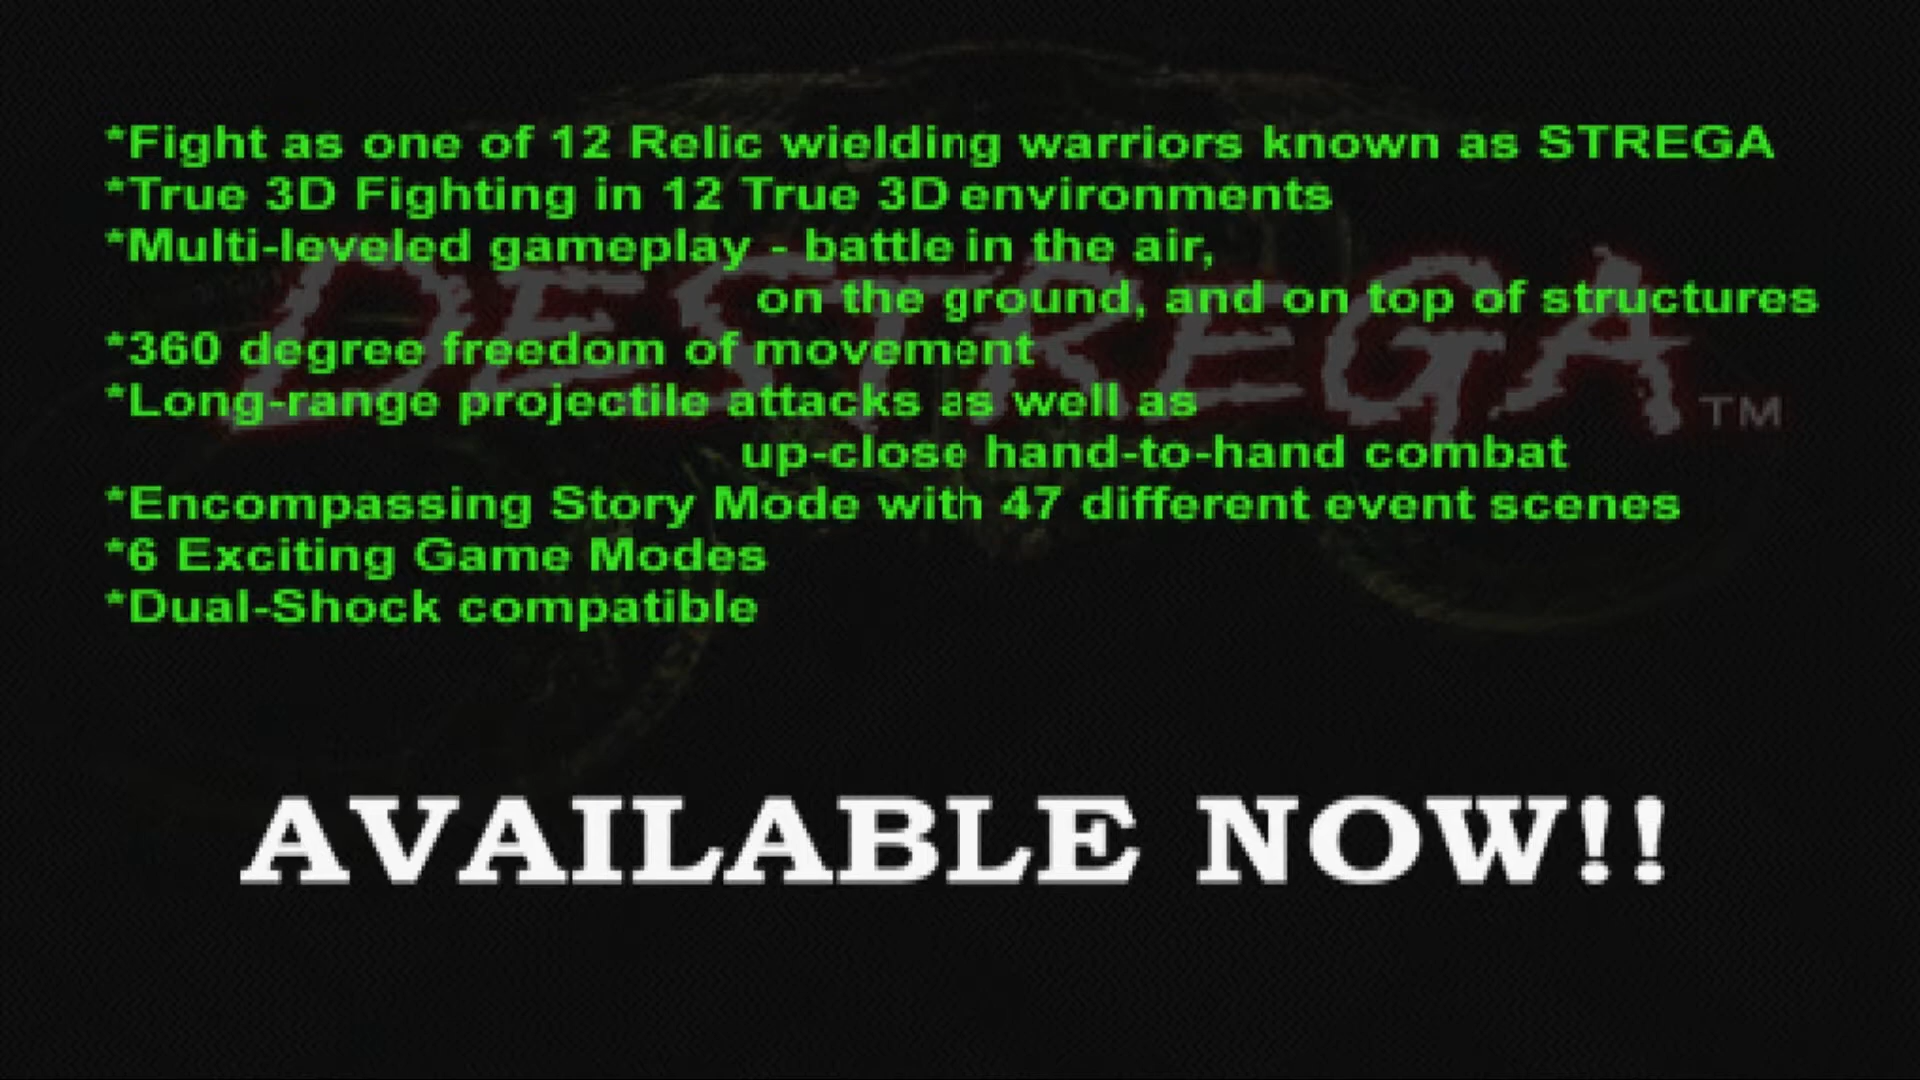 *Fight as one of 12 Relic wielding warriors known as STREGA
*True 3D Fighting in 12 True 3D environments
*Multi-leveled gameplay - battle in the air,
on the ground, and on top of structures
*360 degree freedom of movement
*Long-range projectile attacks as well as
up-close hand-to-hand combat
*Encompassing Story Mode with 47 different event scenes
*6 Exciting Game Modes
*Dual-Shock compatible
DESTREGA TM
AVAILABLE NOW!!